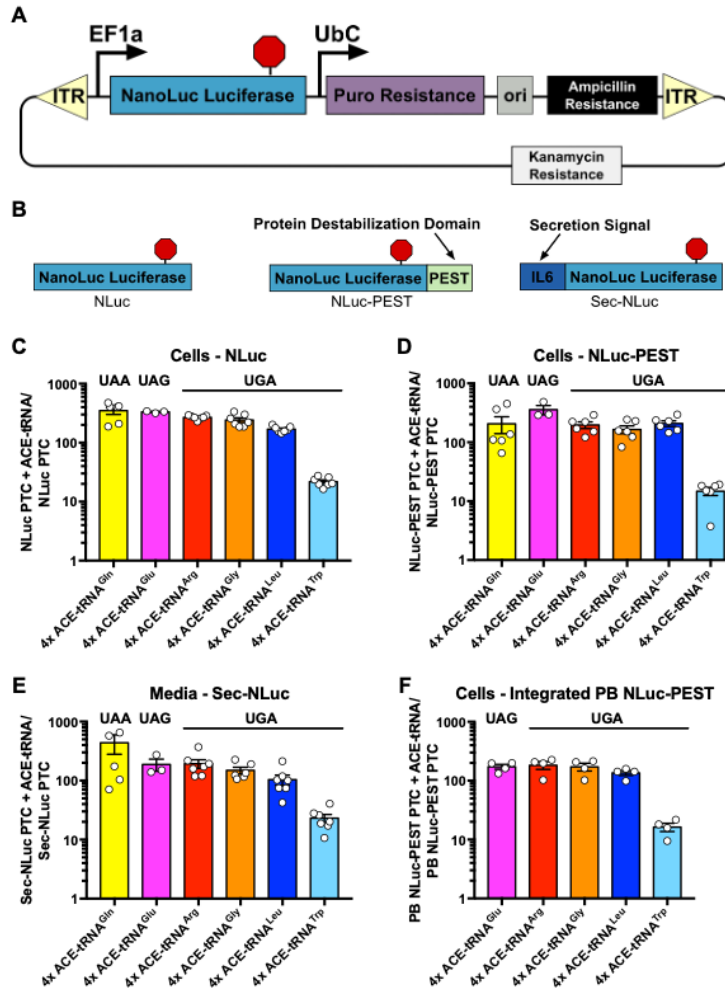 A
EF1a
UbC
ITR
NanoLuc Luciferase
Puro Resistance
ori
Ampicillin
Resistance
ITR
Kanamycin
Resistance
B
Protein Destabilization Domain
Secretion Signal
NanoLuc Luciferase
NLuc
NanoLuc Luciferase
PEST
NLuc-PEST
IL6
NanoLuc Luciferase
Sec-NLuc
C
Cells - NLuc
UAA
UAG
UGA
NLuc PTC + ACE-tRNA/
NLuc PTC
1000
100
10
1
4x ACE-tRNA^Gln
4x ACE-tRNA^Glu
4x ACE-tRNA^Arg
4x ACE-tRNA^Gly
4x ACE-tRNA^Leu
4x ACE-tRNA^Trp
D
Cells - NLuc-PEST
UAA
UAG
UGA
NLuc-PEST PTC + ACE-tRNA/
NLuc-PEST PTC
1000
100
10
1
4x ACE-tRNA^Gln
4x ACE-tRNA^Glu
4x ACE-tRNA^Arg
4x ACE-tRNA^Gly
4x ACE-tRNA^Leu
4x ACE-tRNA^Trp
E
Media - Sec-NLuc
UAA
UAG
UGA
Sec-NLuc PTC + ACE-tRNA/
Sec-NLuc PTC
1000
100
10
1
4x ACE-tRNA^Gln
4x ACE-tRNA^Glu
4x ACE-tRNA^Arg
4x ACE-tRNA^Gly
4x ACE-tRNA^Leu
4x ACE-tRNA^Trp
F
Cells - Integrated PB NLuc-PEST
UAG
UGA
PB NLuc-PEST PTC + ACE-tRNA/
PB NLuc-PEST PTC
1000
100
10
1
4x ACE-tRNA^Glu
4x ACE-tRNA^Arg
4x ACE-tRNA^Gly
4x ACE-tRNA^Leu
4x ACE-tRNA^Trp